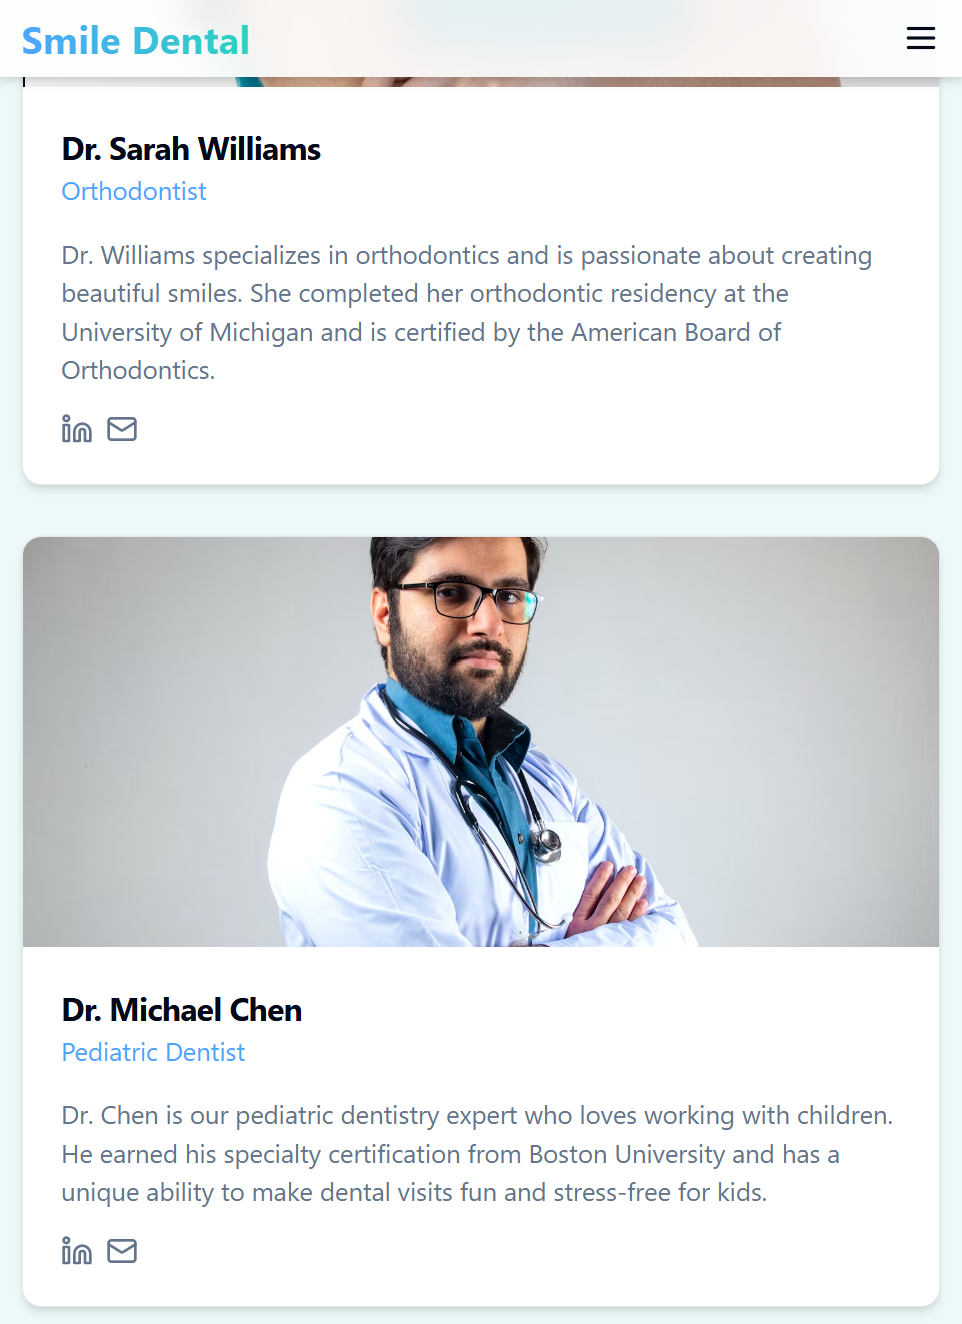 Smile Dental
Dr. Sarah Williams
Orthodontist
Dr. Williams specializes in orthodontics and is passionate about creating
beautiful smiles. She completed her orthodontic residency at the
University of Michigan and is certified by the American Board of
Orthodontics.
Dr. Michael Chen
Pediatric Dentist
Dr. Chen is our pediatric dentistry expert who loves working with children.
He earned his specialty certification from Boston University and has a
unique ability to make dental visits fun and stress-free for kids.